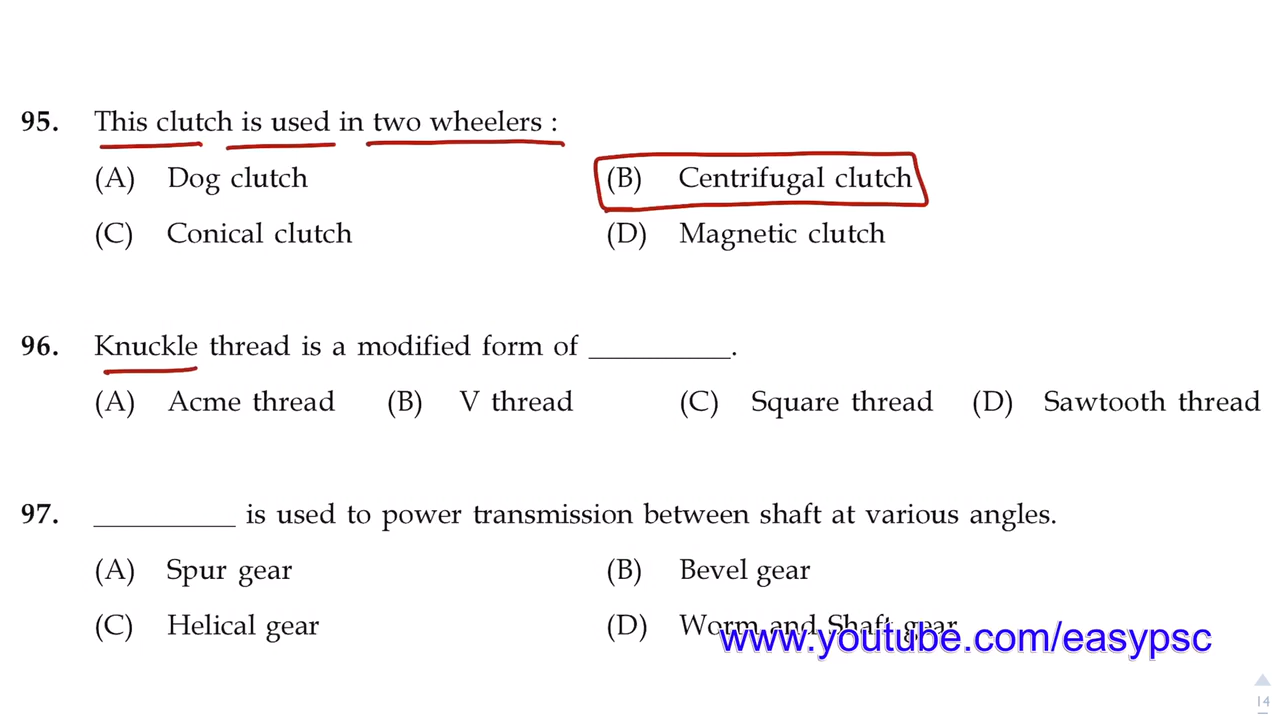 95. This clutch is used in two wheelers :
(A) Dog clutch (B) Centrifugal clutch
(C) Conical clutch (D) Magnetic clutch
96. Knuckle thread is a modified form of __________.
(A) Acme thread (B) V thread (C) Square thread (D) Sawtooth thread
97. __________ is used to power transmission between shaft at various angles.
(A) Spur gear (B) Bevel gear
(C) Helical gear (D) Worm and Shaft gear
www.youtube.com/easypsc
14